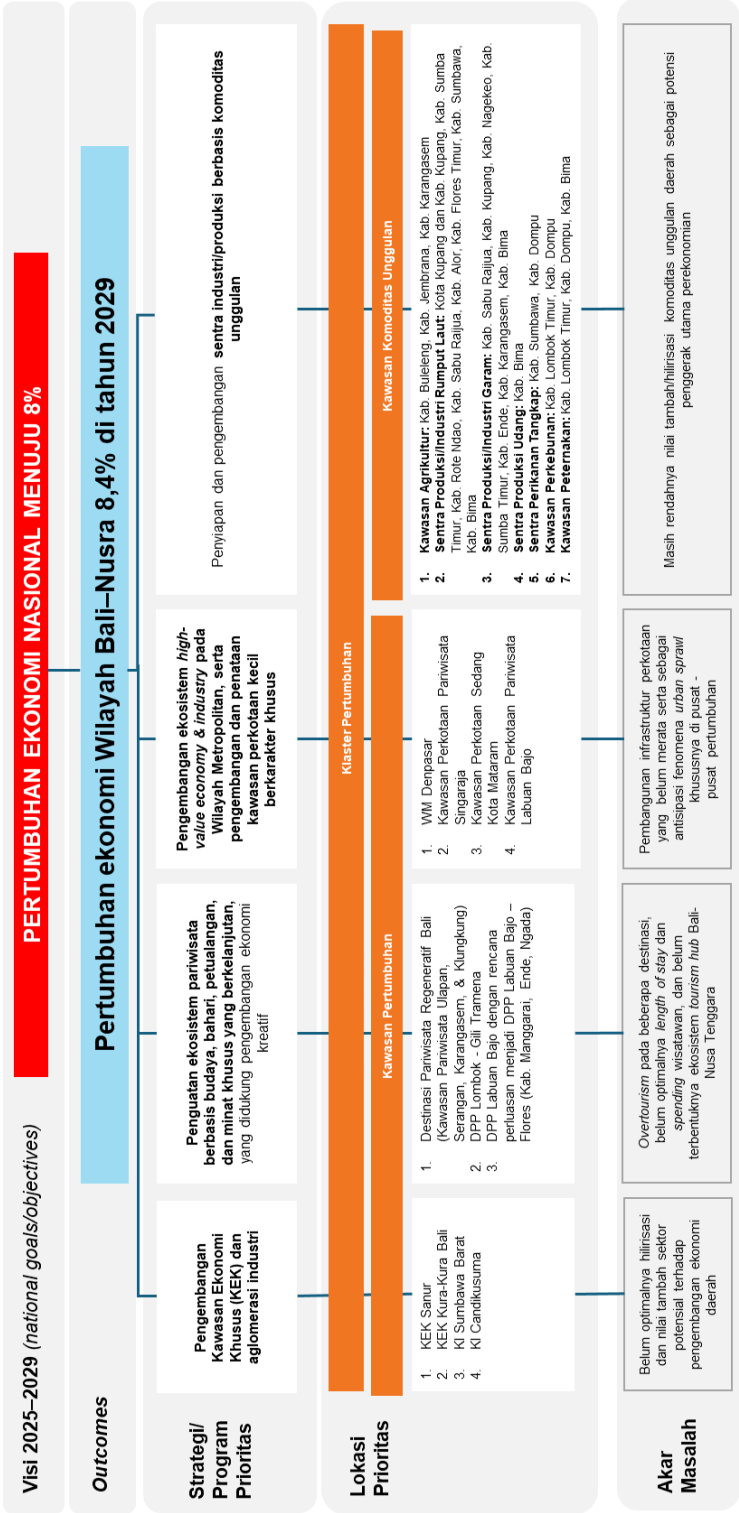 Visi 2025–2029 (national goals/objectives)
PERTUMBUHAN EKONOMI NASIONAL MENUJU 8%
Outcomes
Pertumbuhan ekonomi Wilayah Bali–Nusra 8,4% di tahun 2029
Strategi/
Program
Prioritas
Pengembangan
Kawasan Ekonomi
Khusus (KEK) dan
aglomerasi industri
Penguatan ekosistem pariwisata
berbasis budaya, bahari, petualangan,
dan minat khusus yang berkelanjutan,
yang didukung pengembangan ekonomi
kreatif
Pengembangan ekosistem high-
value economy & industry pada
Wilayah Metropolitan, serta
pengembangan dan penataan
kawasan perkotaan kecil
berkarakter khusus
Penyiapan dan pengembangan sentra industri/produksi berbasis komoditas
unggulan
Lokasi
Prioritas
Klaster Pertumbuhan
Kawasan Pertumbuhan
Kawasan Komoditas Unggulan
1. KEK Sanur
2. KEK Kura-Kura Bali
3. KI Sumbawa Barat
4. KI Candikusuma
1. Destinasi Pariwisata Regeneratif Bali
(Kawasan Pariwisata Ulapan,
Serangan, Karangasem, & Klungkung)
2. DPP Lombok - Gili Tramena
3. DPP Labuan Bajo dengan rencana
perluasan menjadi DPP Labuan Bajo –
Flores (Kab. Manggarai, Ende, Ngada)
1. WM Denpasar
2. Kawasan Perkotaan Pariwisata
Singaraja
3. Kawasan Perkotaan Sedang
Kota Mataram
4. Kawasan Perkotaan Pariwisata
Labuan Bajo
1. Kawasan Agrikultur: Kab. Buleleng, Kab. Jembrana, Kab. Karangasem
2. Sentra Produksi/Industri Rumput Laut: Kota Kupang dan Kab. Kupang, Kab. Sumba
Timur, Kab. Rote Ndao, Kab. Sabu Raijua, Kab. Alor, Kab. Flores Timur, Kab. Sumbawa,
Kab. Bima
3. Sentra Produksi/Industri Garam: Kab. Sabu Raijua, Kab. Kupang, Kab. Nagekeo, Kab.
Sumba Timur, Kab. Ende, Kab. Karangasem, Kab. Bima
4. Sentra Produksi Udang: Kab. Bima
5. Sentra Perikanan Tangkap: Kab. Sumbawa, Kab. Dompu
6. Kawasan Perkebunan: Kab. Lombok Timur, Kab. Dompu
7. Kawasan Peternakan: Kab. Lombok Timur, Kab. Dompu, Kab. Bima
Akar
Masalah
Belum optimalnya hilirisasi
dan nilai tambah sektor
potensial terhadap
pengembangan ekonomi
daerah
Overtourism pada beberapa destinasi,
belum optimalnya length of stay dan
spending wisatawan, dan belum
terbentuknya ekosistem tourism hub Bali-
Nusa Tenggara
Pembangunan infrastruktur perkotaan
yang belum merata serta sebagai
antisipasi fenomena urban sprawl
khususnya di pusat -
pusat pertumbuhan
Masih rendahnya nilai tambah/hilirisasi komoditas unggulan daerah sebagai potensi
penggerak utama perekonomian